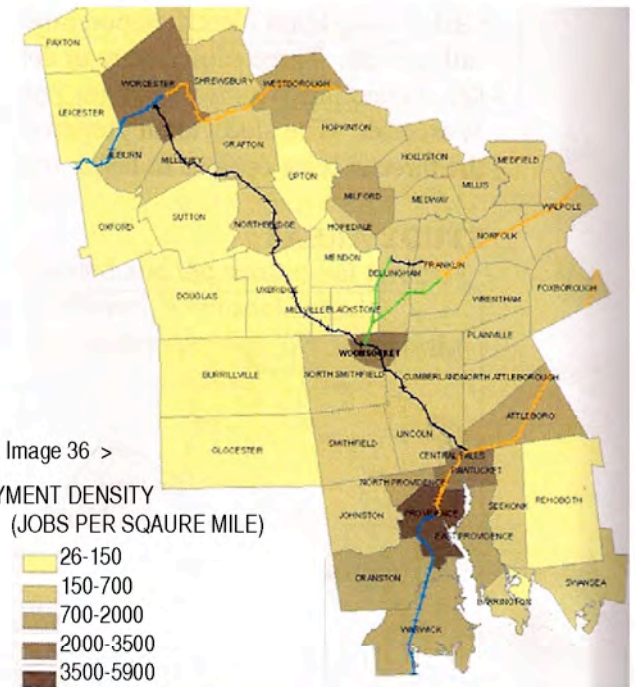 PAXTON
WORCESTER
SHREWSBURY
WESTBOROUGH
LEICESTER
HOPKINTON
AUBURN
MILLBURY
GRAFTON
HOLLISTON
MEDFIELD
UPTON
MILLIS
MILFORD
MEDWAY
WALPOLE
OXFORD
SUTTON
NORTHBRIDGE
HOPEDALE
NORFOLK
MENDON
FRANKLIN
DELLINGHAM
DOUGLAS
UXBRIDGE
FOXBOROUGH
WRENTHAM
MILLVILLE
BLACKSTONE
PLAINVILLE
WOONSOCKET
BURRILLVILLE
NORTH SMITHFIELD
CUMBERLAND
NORTH ATTLEBOROUGH
ATTLEBORO
LINCOLN
Image 36 >
GLOCESTER
SMITHFIELD
CENTRAL FALLS
PAWTUCKET
NORTH PROVIDENCE
YMENT DENSITY
(JOBS PER SQAURE MILE)
JOHNSTON
PROVIDENCE
SEEKONK
REHOBOTH
EAST PROVIDENCE
26-150
150-700
CRANSTON
SWANSEA
BARRINGTON
700-2000
WARWICK
2000-3500
3500-5900